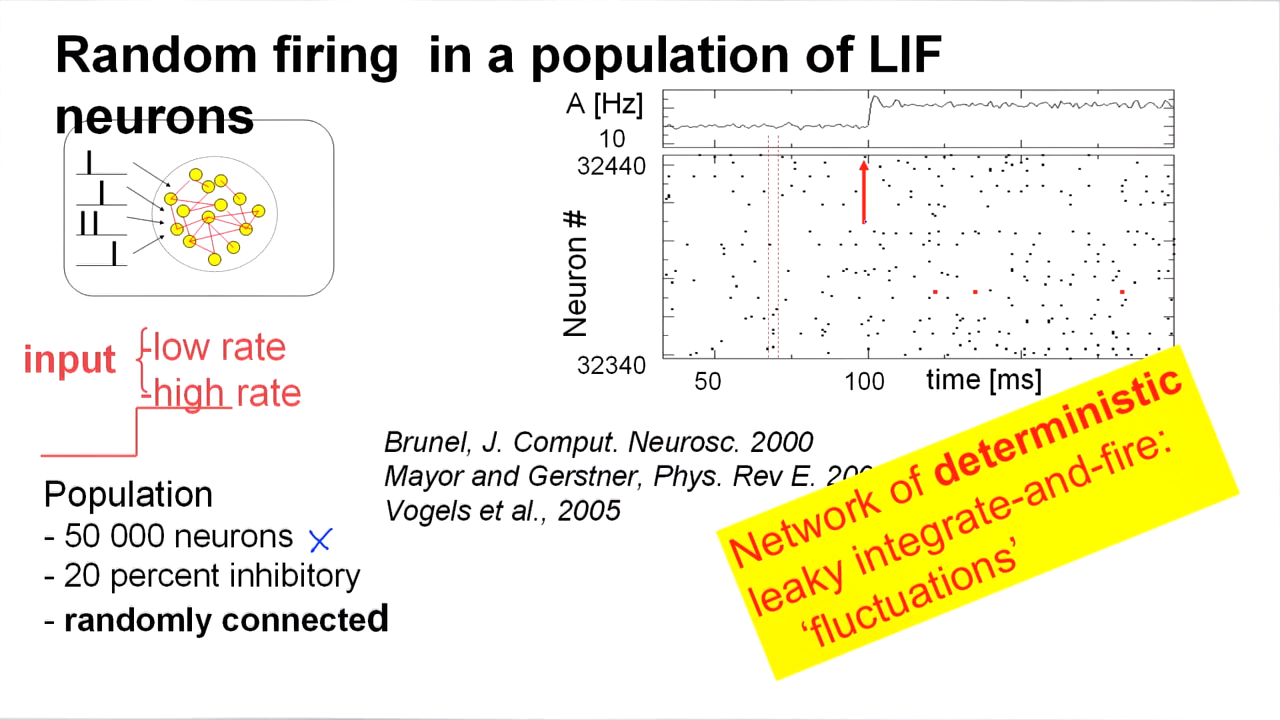 Random firing in a population of LIF
neurons
A [Hz]
10
32440
Neuron #
32340
50
100
time [ms]
input
-low rate
-high rate
Brunel, J. Comput. Neurosc. 2000
Mayor and Gerstner, Phys. Rev E.
Vogels et al., 2005
Population
- 50 000 neurons
- 20 percent inhibitory
- randomly connected
Network of deterministic
leaky integrate-and-fire:
‘fluctuations’